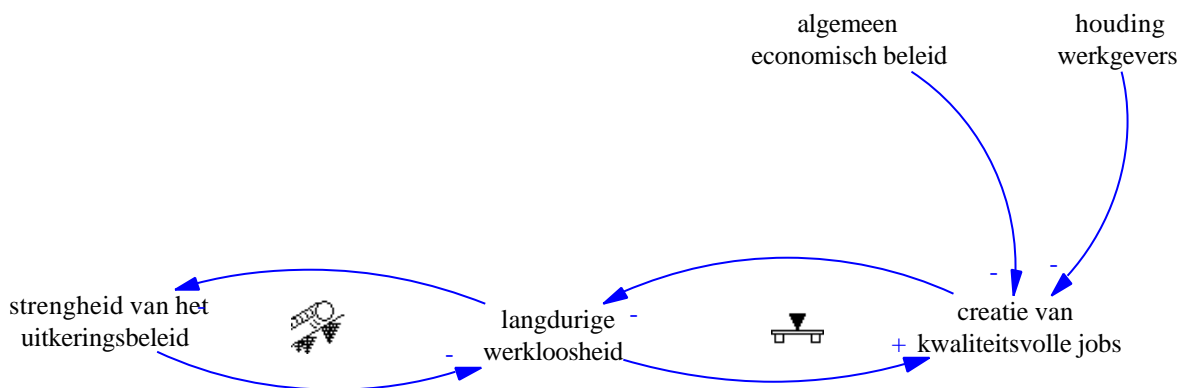 algemeen
economisch beleid
houding
werkgevers
- -
strengheid van het
uitkeringsbeleid
-
langdurige
werkloosheid
-
creatie van
kwaliteitsvolle jobs
-
+